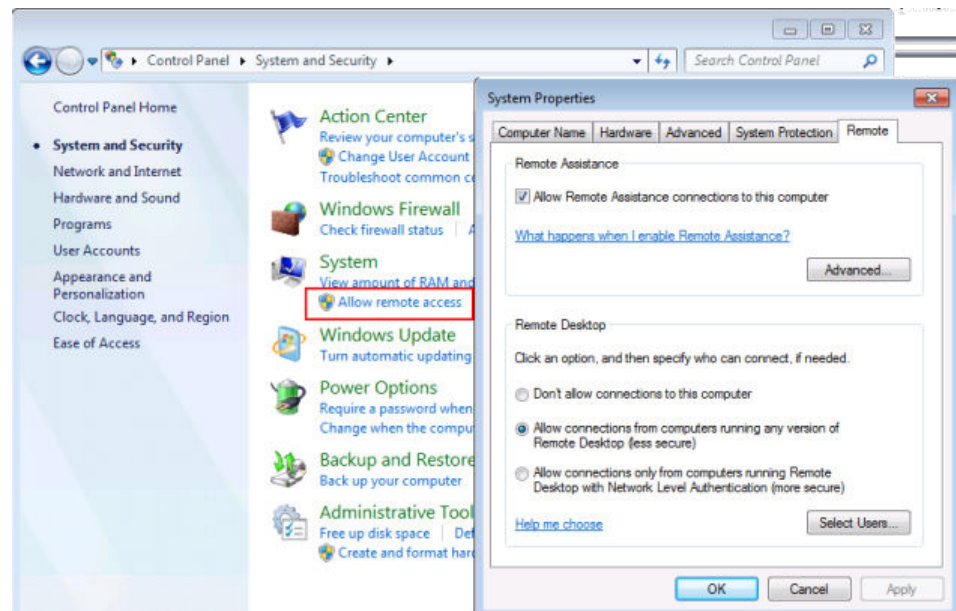 Control Panel ▸ System and Security ▸
Search Control Panel
Control Panel Home
System and Security
Network and Internet
Hardware and Sound
Programs
User Accounts
Appearance and
Personalization
Clock, Language, and Region
Ease of Access
Action Center
Review your computer's s
Change User Account
Troubleshoot common c
Windows Firewall
Check firewall status
System
View amount of RAM and
Allow remote access
Windows Update
Turn automatic updating
Power Options
Require a password when
Change when the compu
Backup and Restore
Back up your computer
Administrative Tool
Free up disk space | Def
Create and format hard
System Properties
Computer Name
Hardware
Advanced
System Protection
Remote
Remote Assistance
Allow Remote Assistance connections to this computer
What happens when I enable Remote Assistance?
Advanced...
Remote Desktop
Click an option, and then specify who can connect, if needed.
Don't allow connections to this computer
Allow connections from computers running any version of
Remote Desktop (less secure)
Allow connections only from computers running Remote
Desktop with Network Level Authentication (more secure)
Help me choose
Select Users...
OK
Cancel
Apply